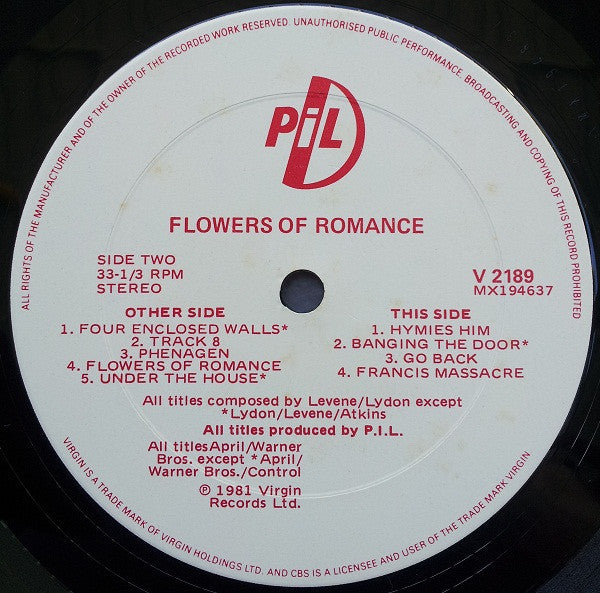 ALL RIGHTS OF THE MANUFACTURER AND OF THE OWNER OF THE RECORDED WORK RESERVED. UNAUTHORISED PUBLIC PERFORMANCE, BROADCASTING AND COPYING OF THIS RECORD PROHIBITED
PiL
FLOWERS OF ROMANCE
SIDE TWO
33-1/3 RPM
STEREO
V 2189
MX194637
OTHER SIDE
1. FOUR ENCLOSED WALLS*
2. TRACK 8
3. PHENAGEN
4. FLOWERS OF ROMANCE
5. UNDER THE HOUSE*
THIS SIDE
1. HYMIES HIM
2. BANGING THE DOOR*
3. GO BACK
4. FRANCIS MASSACRE
All titles composed by Levene/Lydon except
*Lydon/Levene/Atkins
All titles produced by P.I.L.
All titlesApril/Warner
Bros. except *April/
Warner Bros./Control
℗ 1981 Virgin
Records Ltd.
VIRGIN IS A TRADE MARK OF VIRGIN HOLDINGS LTD. AND CBS IS A LICENSEE AND USER OF THE TRADE MARK VIRGIN